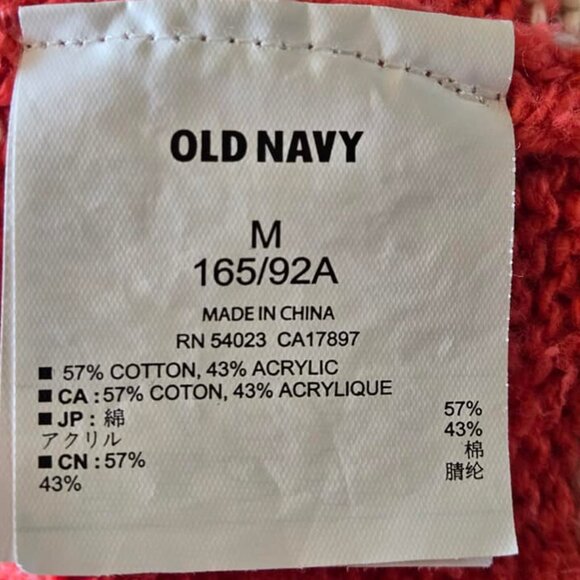 OLD NAVY
M
165/92A
MADE IN CHINA
RN 54023 CA17897
■ 57% COTTON, 43% ACRYLIC
■ CA : 57% COTON, 43% ACRYLIQUE
■ JP : 綿 57%
アクリル 43%
■ CN : 57% 棉
43% 腈纶